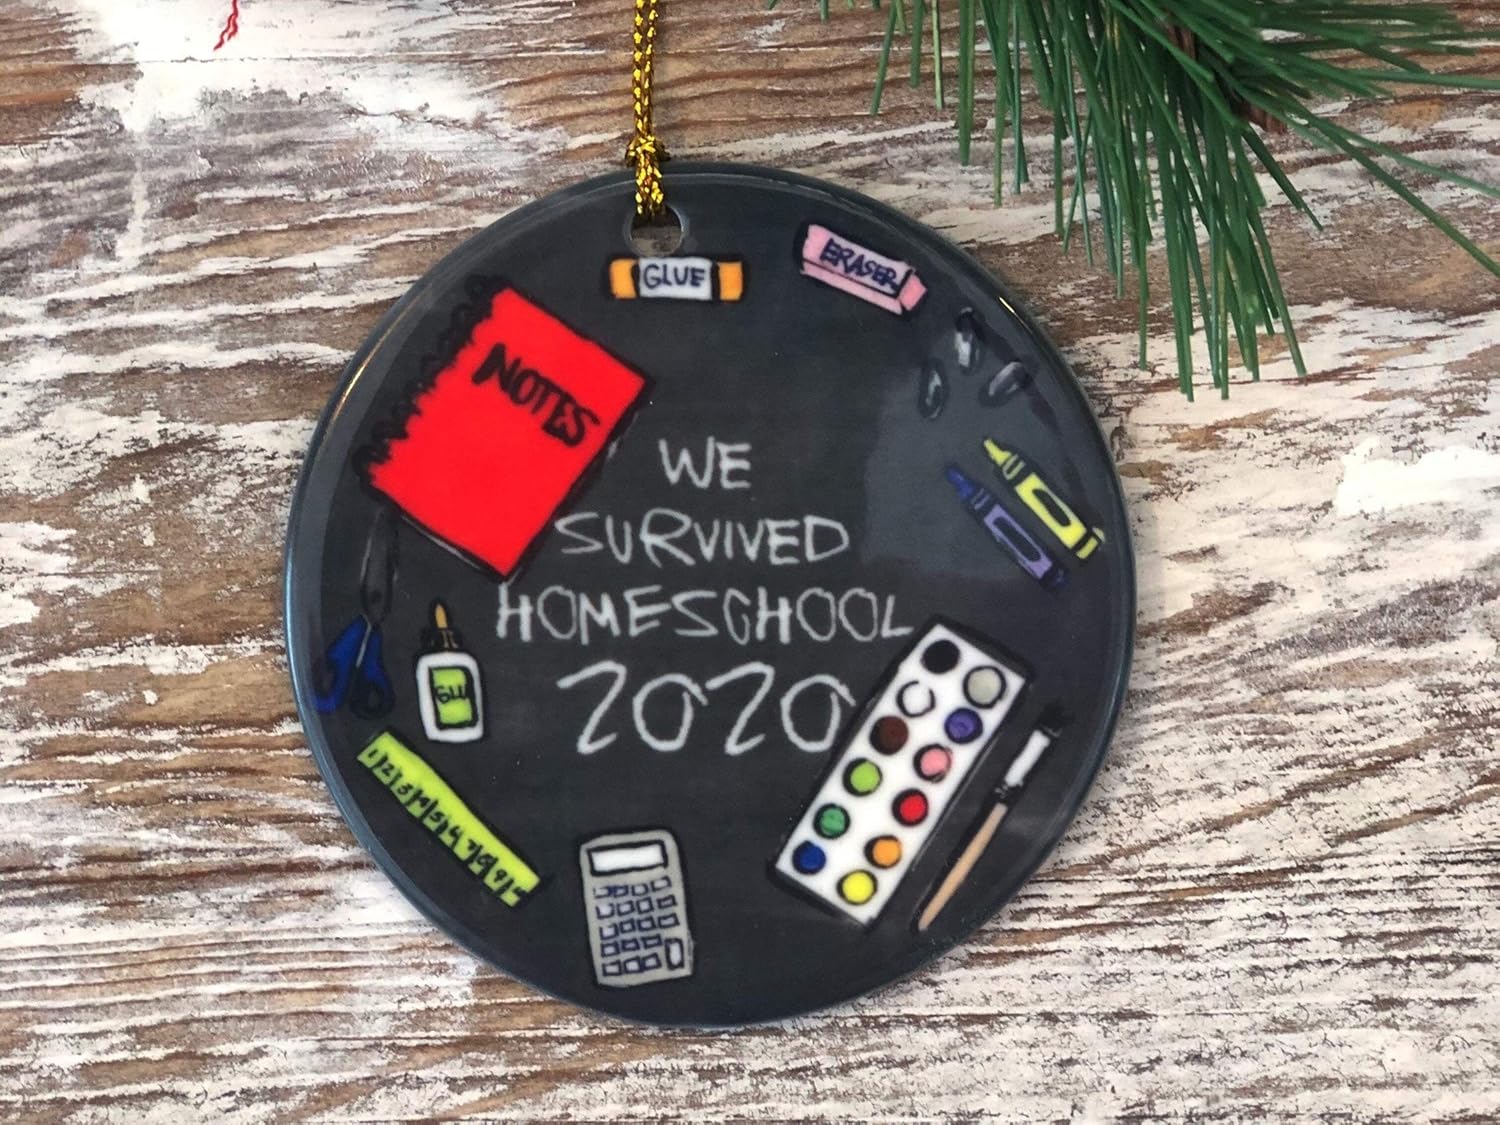 GLUE
ERASER
NOTES
WE
SURVIVED
HOMESCHOOL
2020
GLU